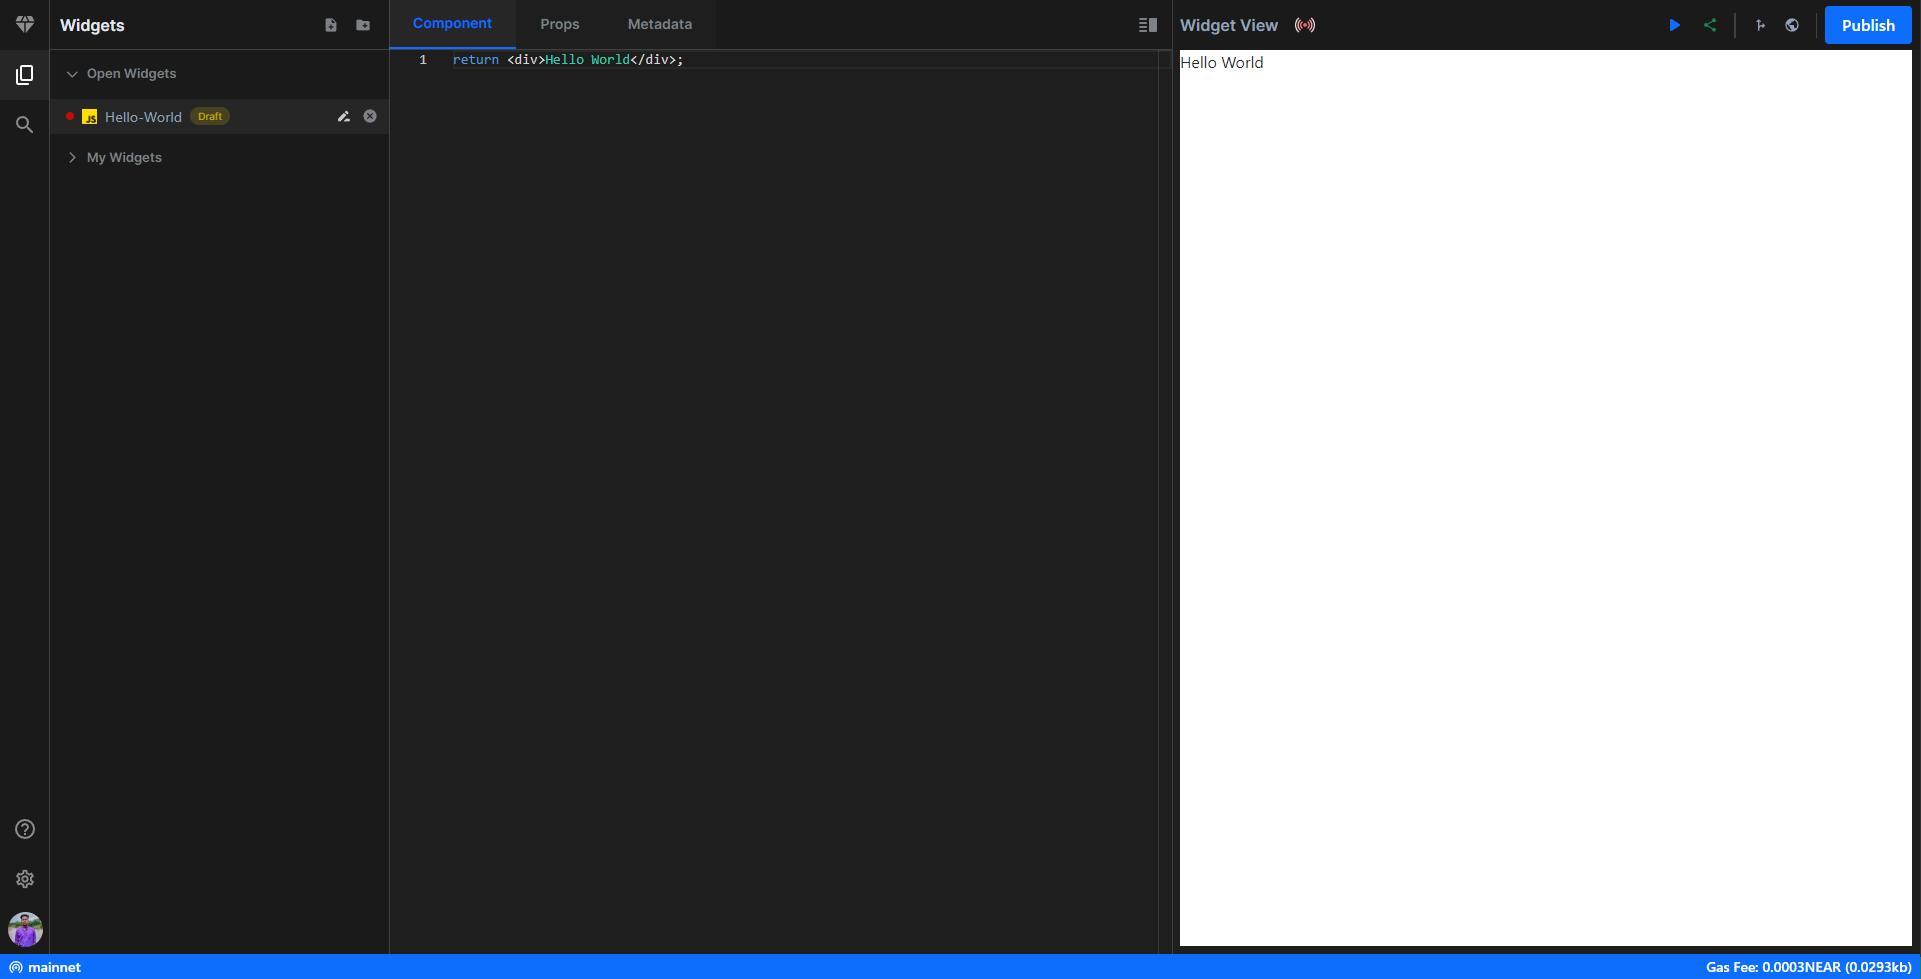 Widgets
Component Props Metadata
Widget View
Publish
Open Widgets
JS Hello-World Draft
My Widgets
1 return <div>Hello World</div>;
Hello World
mainnet
Gas Fee: 0.0003NEAR (0.0293kb)